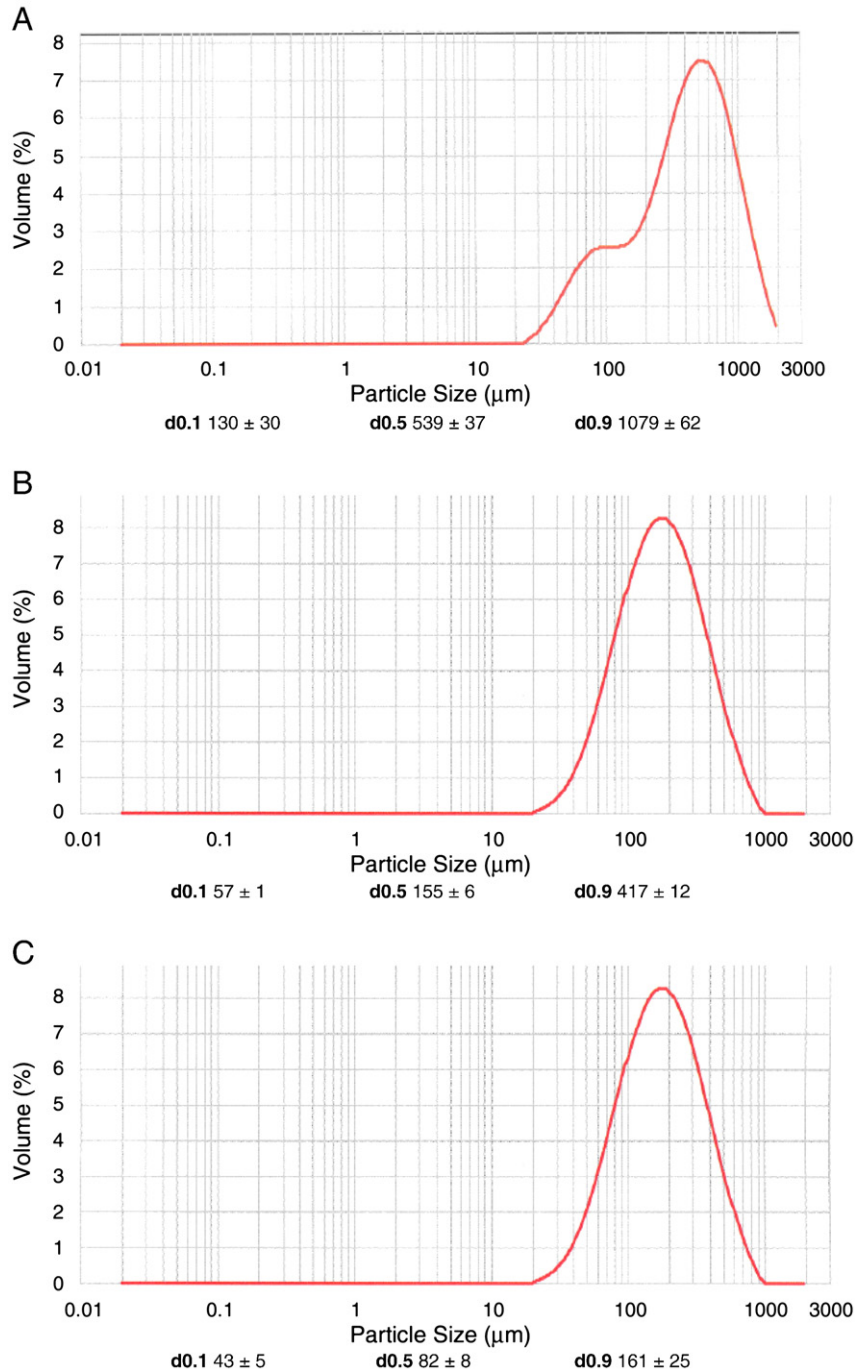 A
8
7
6
5
4
3
2
1
0
Volume (%)
0.01 0.1 1 10 100 1000 3000
Particle Size (μm)
d0.1 130 ± 30 d0.5 539 ± 37 d0.9 1079 ± 62
B
8
7
6
5
4
3
2
1
0
Volume (%)
0.01 0.1 1 10 100 1000 3000
Particle Size (μm)
d0.1 57 ± 1 d0.5 155 ± 6 d0.9 417 ± 12
C
8
7
6
5
4
3
2
1
0
Volume (%)
0.01 0.1 1 10 100 1000 3000
Particle Size (μm)
d0.1 43 ± 5 d0.5 82 ± 8 d0.9 161 ± 25